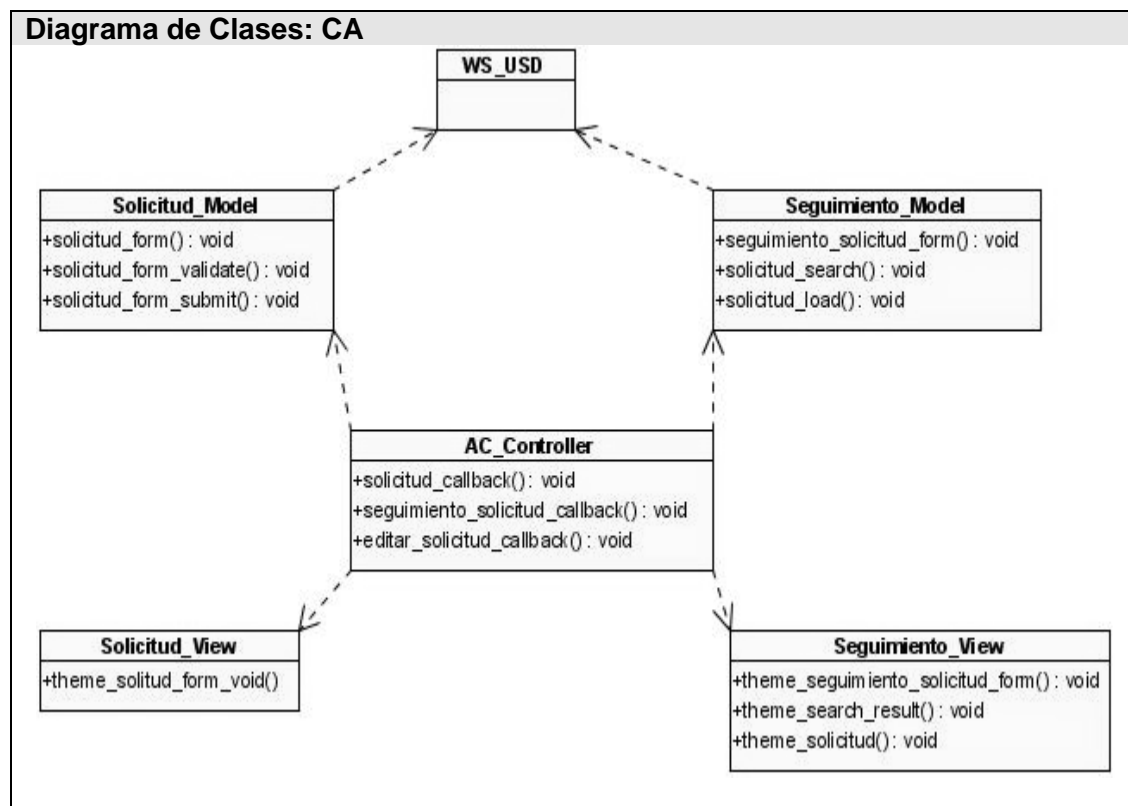 Diagrama de Clases: CA
WS_USD
Solicitud_Model
+solicitud_form() : void
+solicitud_form_validate() : void
+solicitud_form_submit() : void
Seguimiento_Model
+seguimiento_solicitud_form() : void
+solicitud_search() : void
+solicitud_load() : void
AC_Controller
+solicitud_callback() : void
+seguimiento_solicitud_callback() : void
+editar_solicitud_callback() : void
Solicitud_View
+theme_solitud_form_void()
Seguimiento_View
+theme_seguimiento_solicitud_form() : void
+theme_search_result() : void
+theme_solicitud() : void